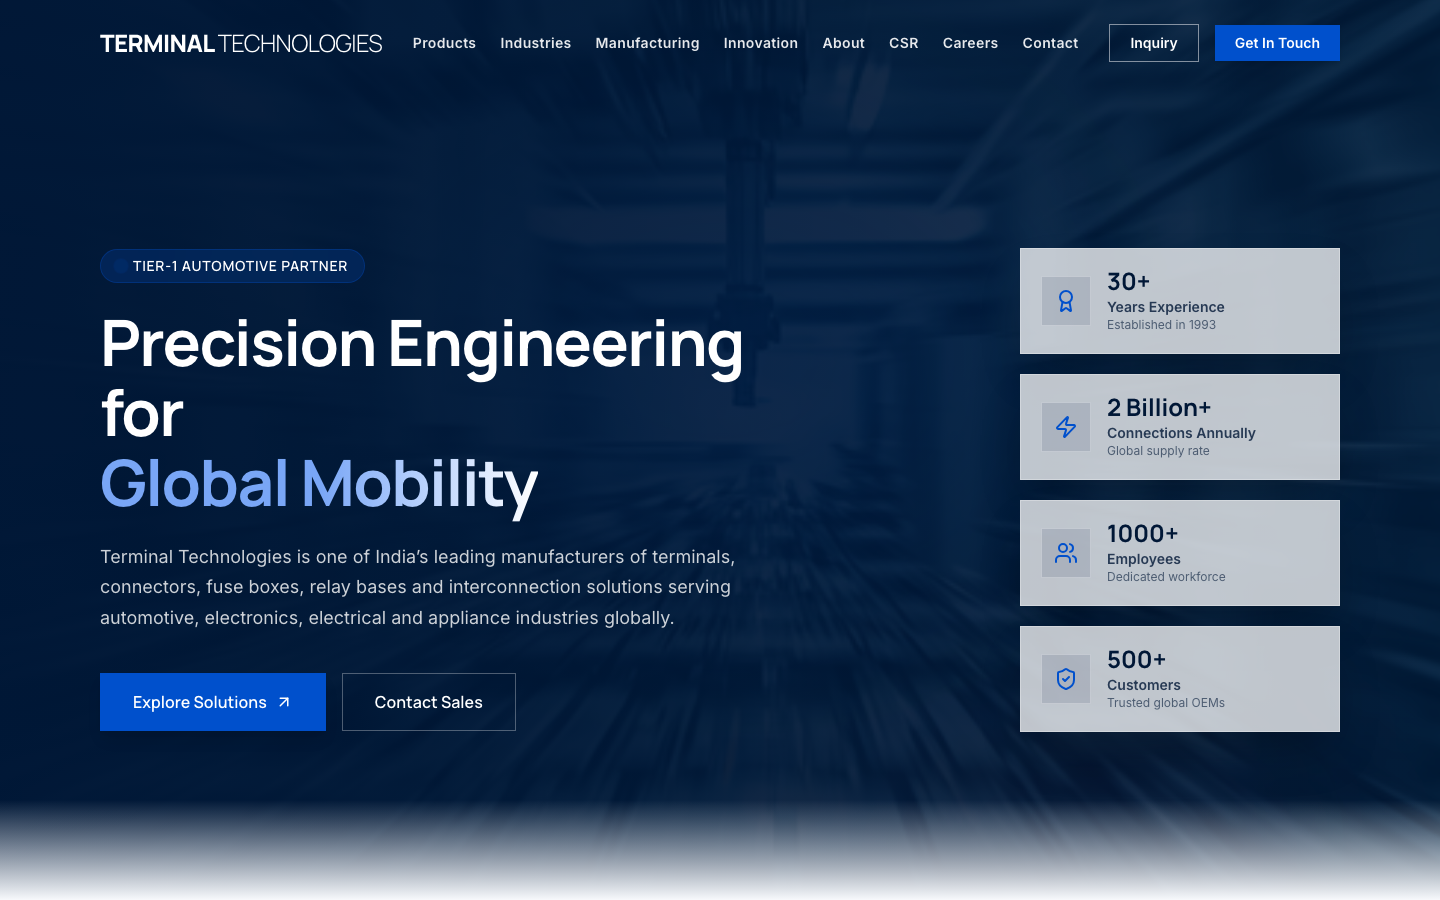 TERMINAL TECHNOLOGIES
Products Industries Manufacturing Innovation About CSR Careers Contact Inquiry Get In Touch
TIER-1 AUTOMOTIVE PARTNER
Precision Engineering
for
Global Mobility
Terminal Technologies is one of India’s leading manufacturers of terminals,
connectors, fuse boxes, relay bases and interconnection solutions serving
automotive, electronics, electrical and appliance industries globally.
Explore Solutions
Contact Sales
30+
Years Experience
Established in 1993
2 Billion+
Connections Annually
Global supply rate
1000+
Employees
Dedicated workforce
500+
Customers
Trusted global OEMs